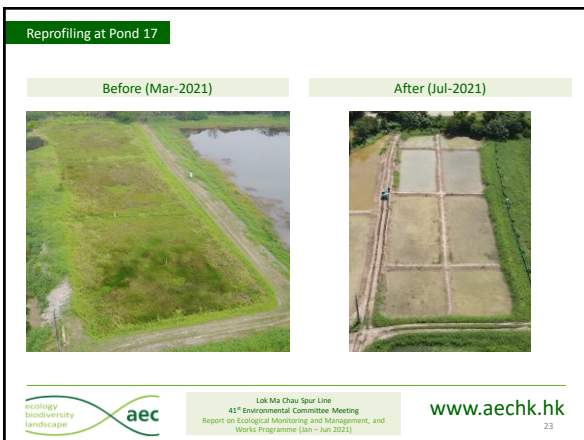 Reprofiling at Pond 17
Before (Mar-2021)
After (Jul-2021)
ecology
biodiversity
landscape
aec
Lok Ma Chau Spur Line
41st Environmental Committee Meeting
Report on Ecological Monitoring and Management, and
Works Programme (Jan – Jun 2021)
www.aechk.hk
23